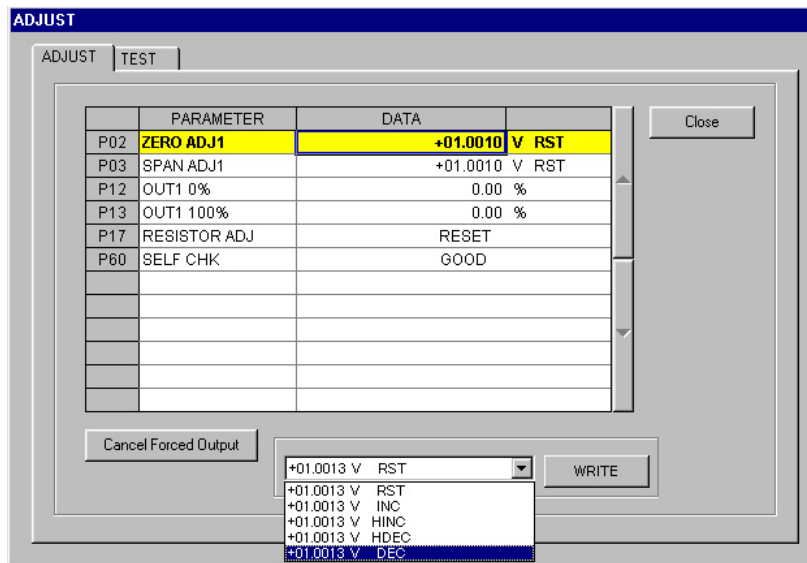 ADJUST
ADJUST TEST
PARAMETER DATA
Close
P02 ZERO ADJ1 +01.0010 V RST
P03 SPAN ADJ1 +01.0010 V RST
P12 OUT1 0% 0.00 %
P13 OUT1 100% 0.00 %
P17 RESISTOR ADJ RESET
P60 SELF CHK GOOD
Cancel Forced Output
+01.0013 V RST
WRITE
+01.0013 V RST
+01.0013 V INC
+01.0013 V HINC
+01.0013 V HDEC
+01.0013 V DEC